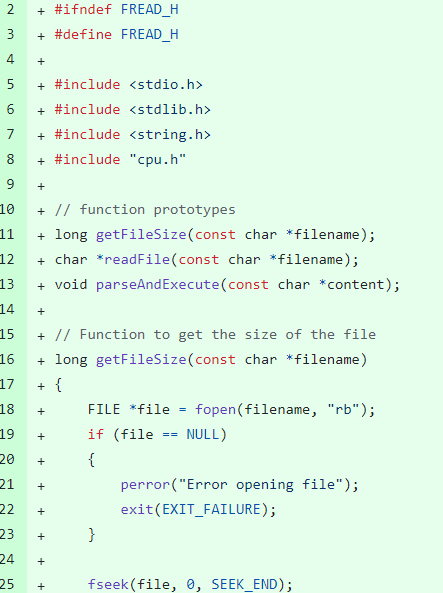 2 + #ifndef FREAD_H
3 + #define FREAD_H
4 +
5 + #include <stdio.h>
6 + #include <stdlib.h>
7 + #include <string.h>
8 + #include "cpu.h"
9 +
10 + // function prototypes
11 + long getFileSize(const char *filename);
12 + char *readFile(const char *filename);
13 + void parseAndExecute(const char *content);
14 +
15 + // Function to get the size of the file
16 + long getFileSize(const char *filename)
17 + {
18 +     FILE *file = fopen(filename, "rb");
19 +     if (file == NULL)
20 +     {
21 +         perror("Error opening file");
22 +         exit(EXIT_FAILURE);
23 +     }
24 +
25 +     fseek(file, 0, SEEK_END);